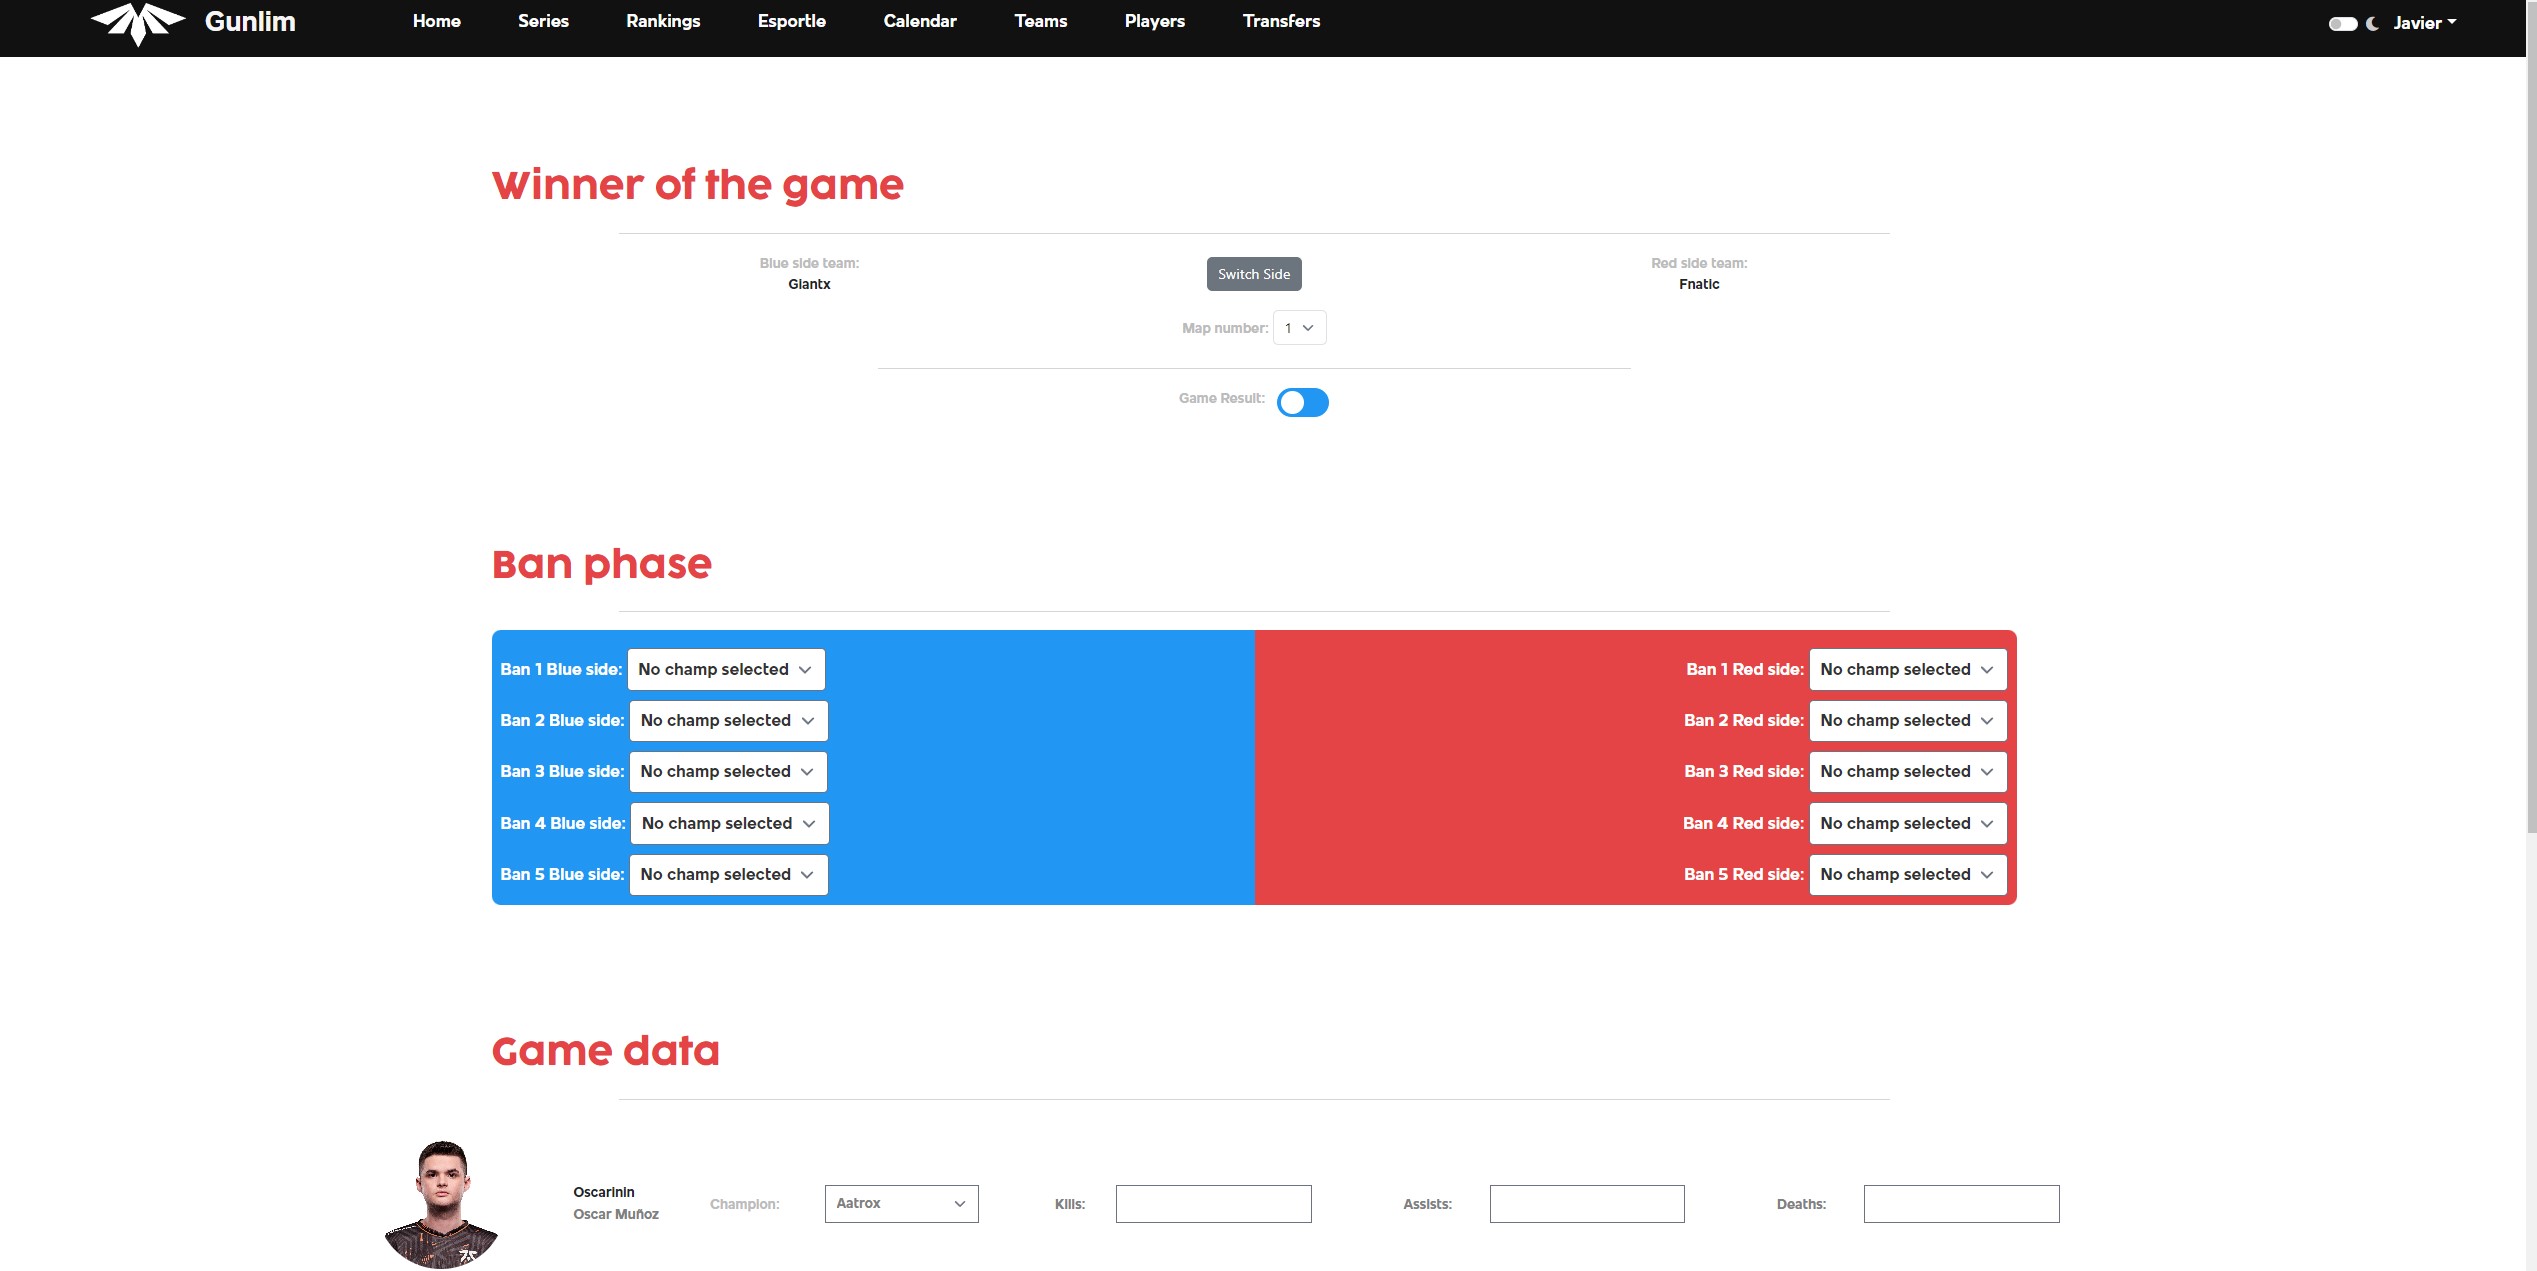 Gunlim Home Series Rankings Esportle Calendar Teams Players Transfers Javier
Winner of the game
Blue side team: Switch Side Red side team:
Giantx Fnatic
Map number: 1
Game Result:
Ban phase
Ban 1 Blue side: No champ selected Ban 1 Red side: No champ selected
Ban 2 Blue side: No champ selected Ban 2 Red side: No champ selected
Ban 3 Blue side: No champ selected Ban 3 Red side: No champ selected
Ban 4 Blue side: No champ selected Ban 4 Red side: No champ selected
Ban 5 Blue side: No champ selected Ban 5 Red side: No champ selected
Game data
Oscarinin
Oscar Muñoz
Champion: Aatrox Kills: Assists: Deaths: